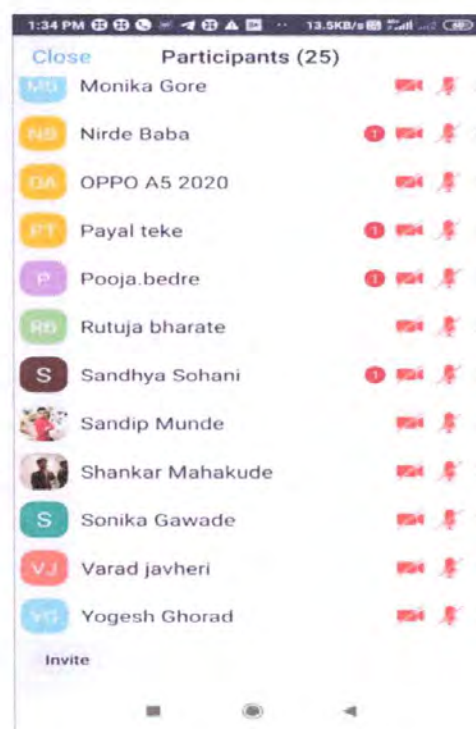 1:34 PM 13.5KB/s
Close Participants (25)
MG Monika Gore
NB Nirde Baba 1
OA OPPO A5 2020
PT Payal teke 1
P Pooja.bedre 1
RB Rutuja bharate
S Sandhya Sohani 1
Sandip Munde
Shankar Mahakude
S Sonika Gawade
VJ Varad javheri
YG Yogesh Ghorad
Invite